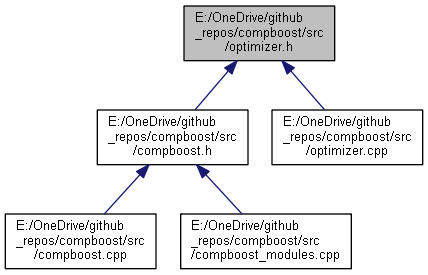 E:/OneDrive/github
_repos/compboost/src
/optimizer.h
E:/OneDrive/github
_repos/compboost/src
/compboost.h
E:/OneDrive/github
_repos/compboost/src
/optimizer.cpp
E:/OneDrive/github
_repos/compboost/src
/compboost.cpp
E:/OneDrive/github
_repos/compboost/src
/compboost_modules.cpp